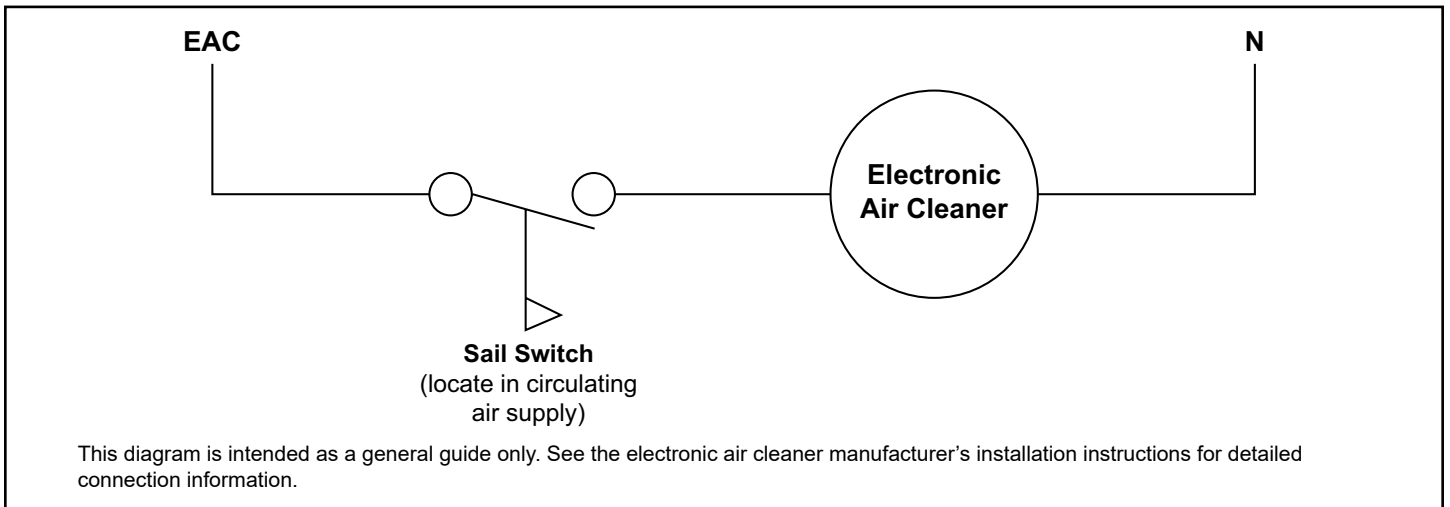 EAC
N
Electronic
Air Cleaner
Sail Switch
(locate in circulating
air supply)
This diagram is intended as a general guide only. See the electronic air cleaner manufacturer’s installation instructions for detailed
connection information.